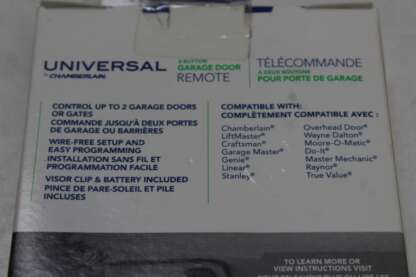 UNIVERSAL
BY CHAMBERLAIN®
2-BUTTON
GARAGE DOOR
REMOTE
TÉLÉCOMMANDE
À DEUX BOUTONS
POUR PORTE DE GARAGE
CONTROL UP TO 2 GARAGE DOORS
OR GATES
COMMANDE JUSQU'À DEUX PORTES
DE GARAGE OU BARRIÈRES
WIRE-FREE SETUP AND
EASY PROGRAMMING
INSTALLATION SANS FIL ET
PROGRAMMATION FACILE
VISOR CLIP & BATTERY INCLUDED
PINCE DE PARE-SOLEIL ET PILE
INCLUSES
COMPATIBLE WITH:
COMPLÈTEMENT COMPATIBLE AVEC :
Chamberlain®
LiftMaster®
Craftsman®
Garage Master®
Genie®
Linear®
Stanley®
Overhead Door®
Wayne Dalton®
Moore-O-Matic®
Do-It®
Master Mechanic®
Raynor®
True Value®
TO LEARN MORE OR
VIEW INSTRUCTIONS VISIT